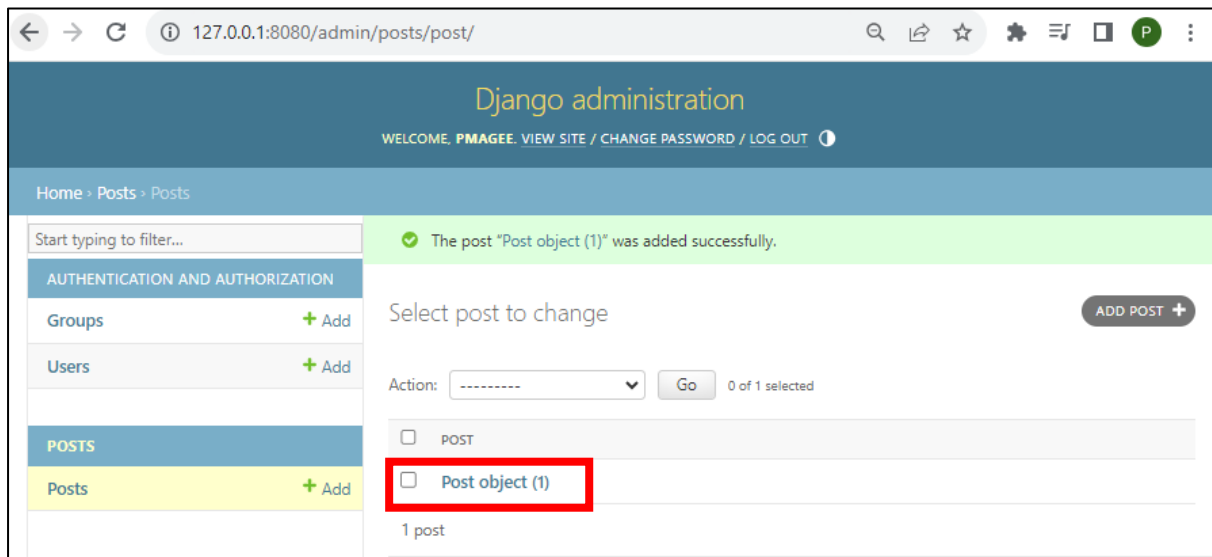 127.0.0.1:8080/admin/posts/post/
P
Django administration
WELCOME, PMAGEE. VIEW SITE / CHANGE PASSWORD / LOG OUT
Home › Posts › Posts
Start typing to filter...
AUTHENTICATION AND AUTHORIZATION
Groups + Add
Users + Add
POSTS
Posts + Add
The post “Post object (1)” was added successfully.
Select post to change
ADD POST +
Action: --------- Go 0 of 1 selected
POST
Post object (1)
1 post